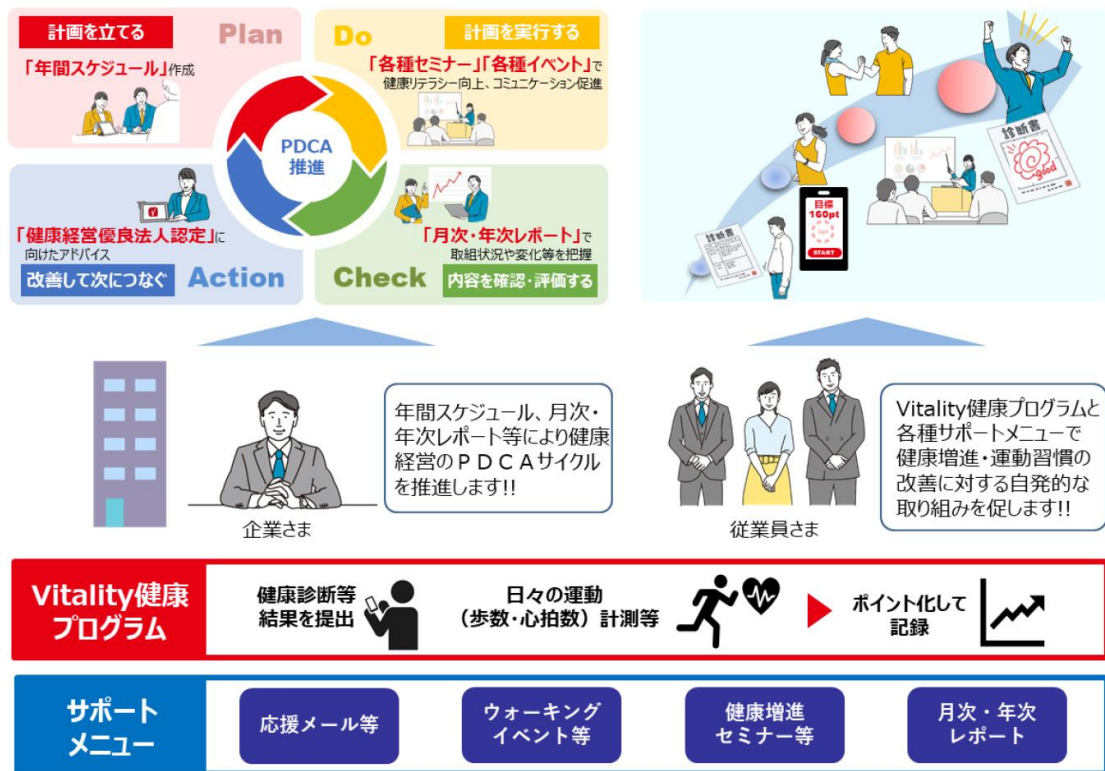 計画を立てる
Plan
「年間スケジュール」作成
Do
計画を実行する
「各種セミナー」「各種イベント」で
健康リテラシー向上、コミュニケーション促進
PDCA
推進
「健康経営優良法人認定」に
向けたアドバイス
改善して次につなぐ
Action
「月次・年次レポート」で
取組状況や変化等を把握
Check
内容を確認・評価する
診断書
目標
160pt
START
診断書
good
年間スケジュール、月次・
年次レポート等により健康
経営のPDCAサイクル
を推進します!!
企業さま
Vitality健康プログラムと
各種サポートメニューで
健康増進・運動習慣の
改善に対する自発的な
取り組みを促します!!
従業員さま
Vitality健康
プログラム
健康診断等
結果を提出
日々の運動
(歩数・心拍数)計測等
ポイント化して
記録
サポート
メニュー
応援メール等
ウォーキング
イベント等
健康増進
セミナー等
月次・年次
レポート